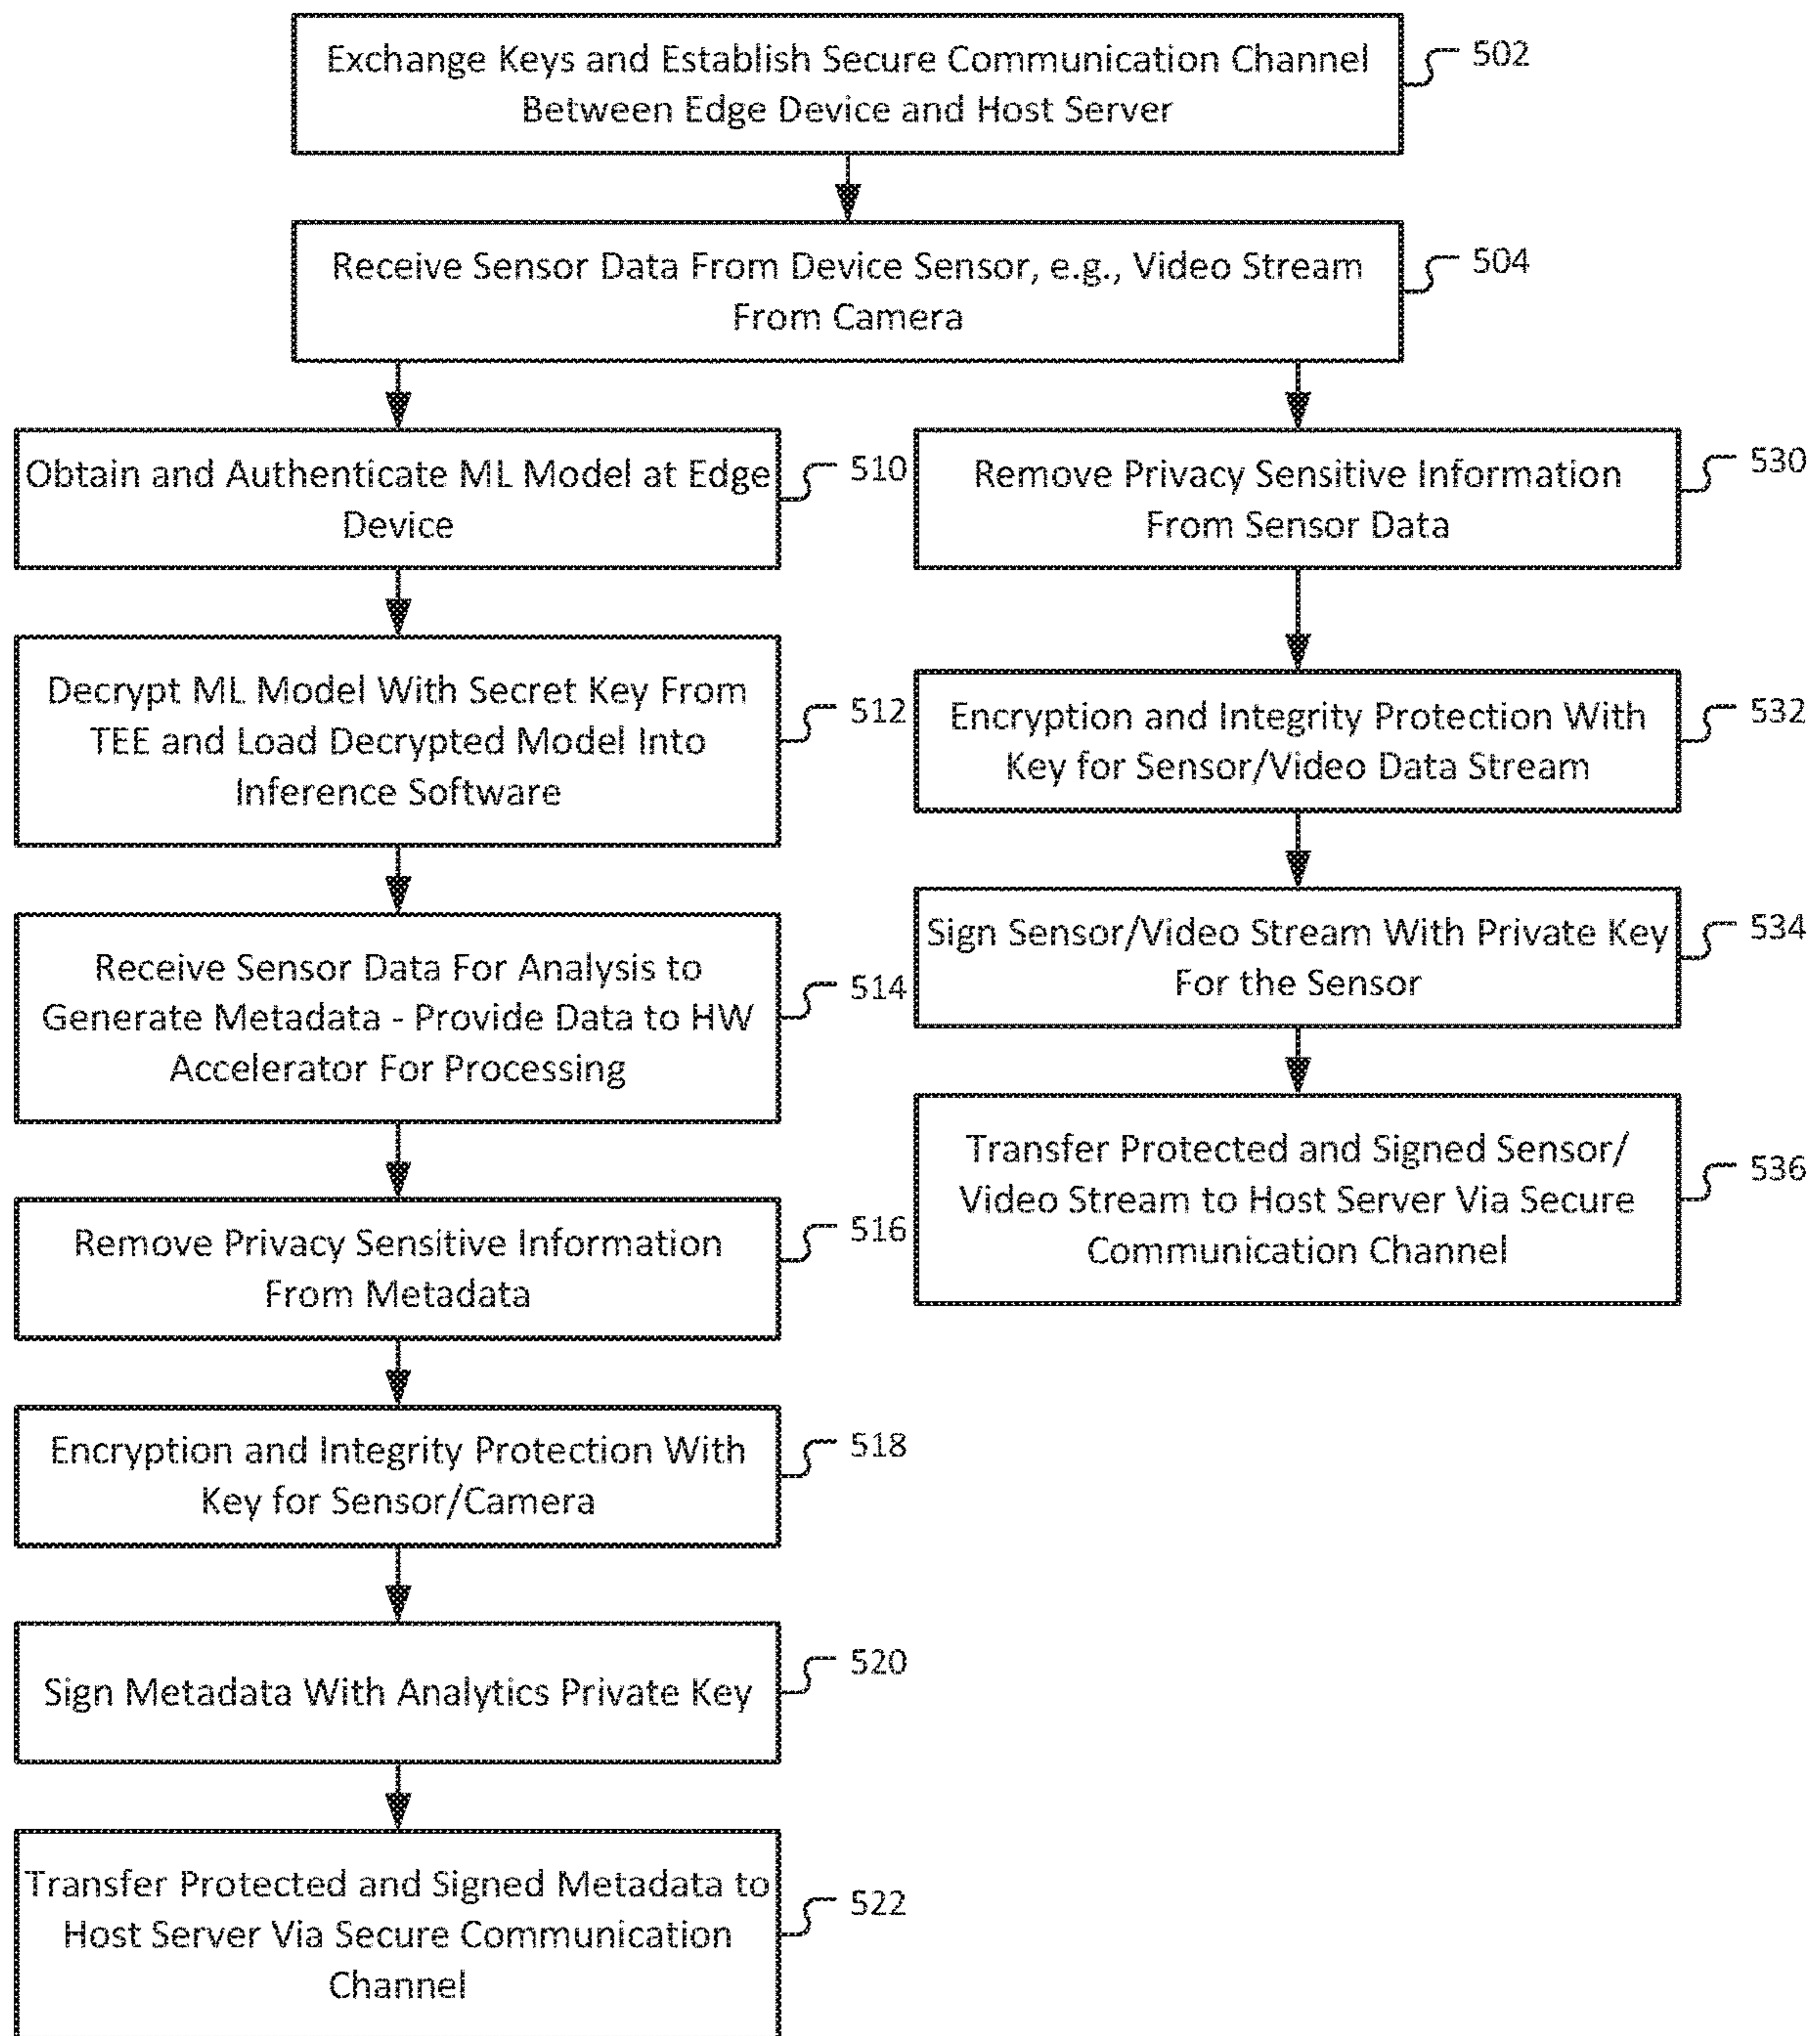 Exchange Keys and Establish Secure Communication Channel
Between Edge Device and Host Server
502
Receive Sensor Data From Device Sensor, e.g., Video Stream
From Camera
504
Obtain and Authenticate ML Model at Edge
Device
510
Decrypt ML Model With Secret Key From
TEE and Load Decrypted Model Into
Inference Software
512
Receive Sensor Data For Analysis to
Generate Metadata - Provide Data to HW
Accelerator For Processing
514
Remove Privacy Sensitive Information
From Metadata
516
Encryption and Integrity Protection With
Key for Sensor/Camera
518
Sign Metadata With Analytics Private Key
520
Transfer Protected and Signed Metadata to
Host Server Via Secure Communication
Channel
522
Remove Privacy Sensitive Information
From Sensor Data
530
Encryption and Integrity Protection With
Key for Sensor/Video Data Stream
532
Sign Sensor/Video Stream With Private Key
For the Sensor
534
Transfer Protected and Signed Sensor/
Video Stream to Host Server Via Secure
Communication Channel
536